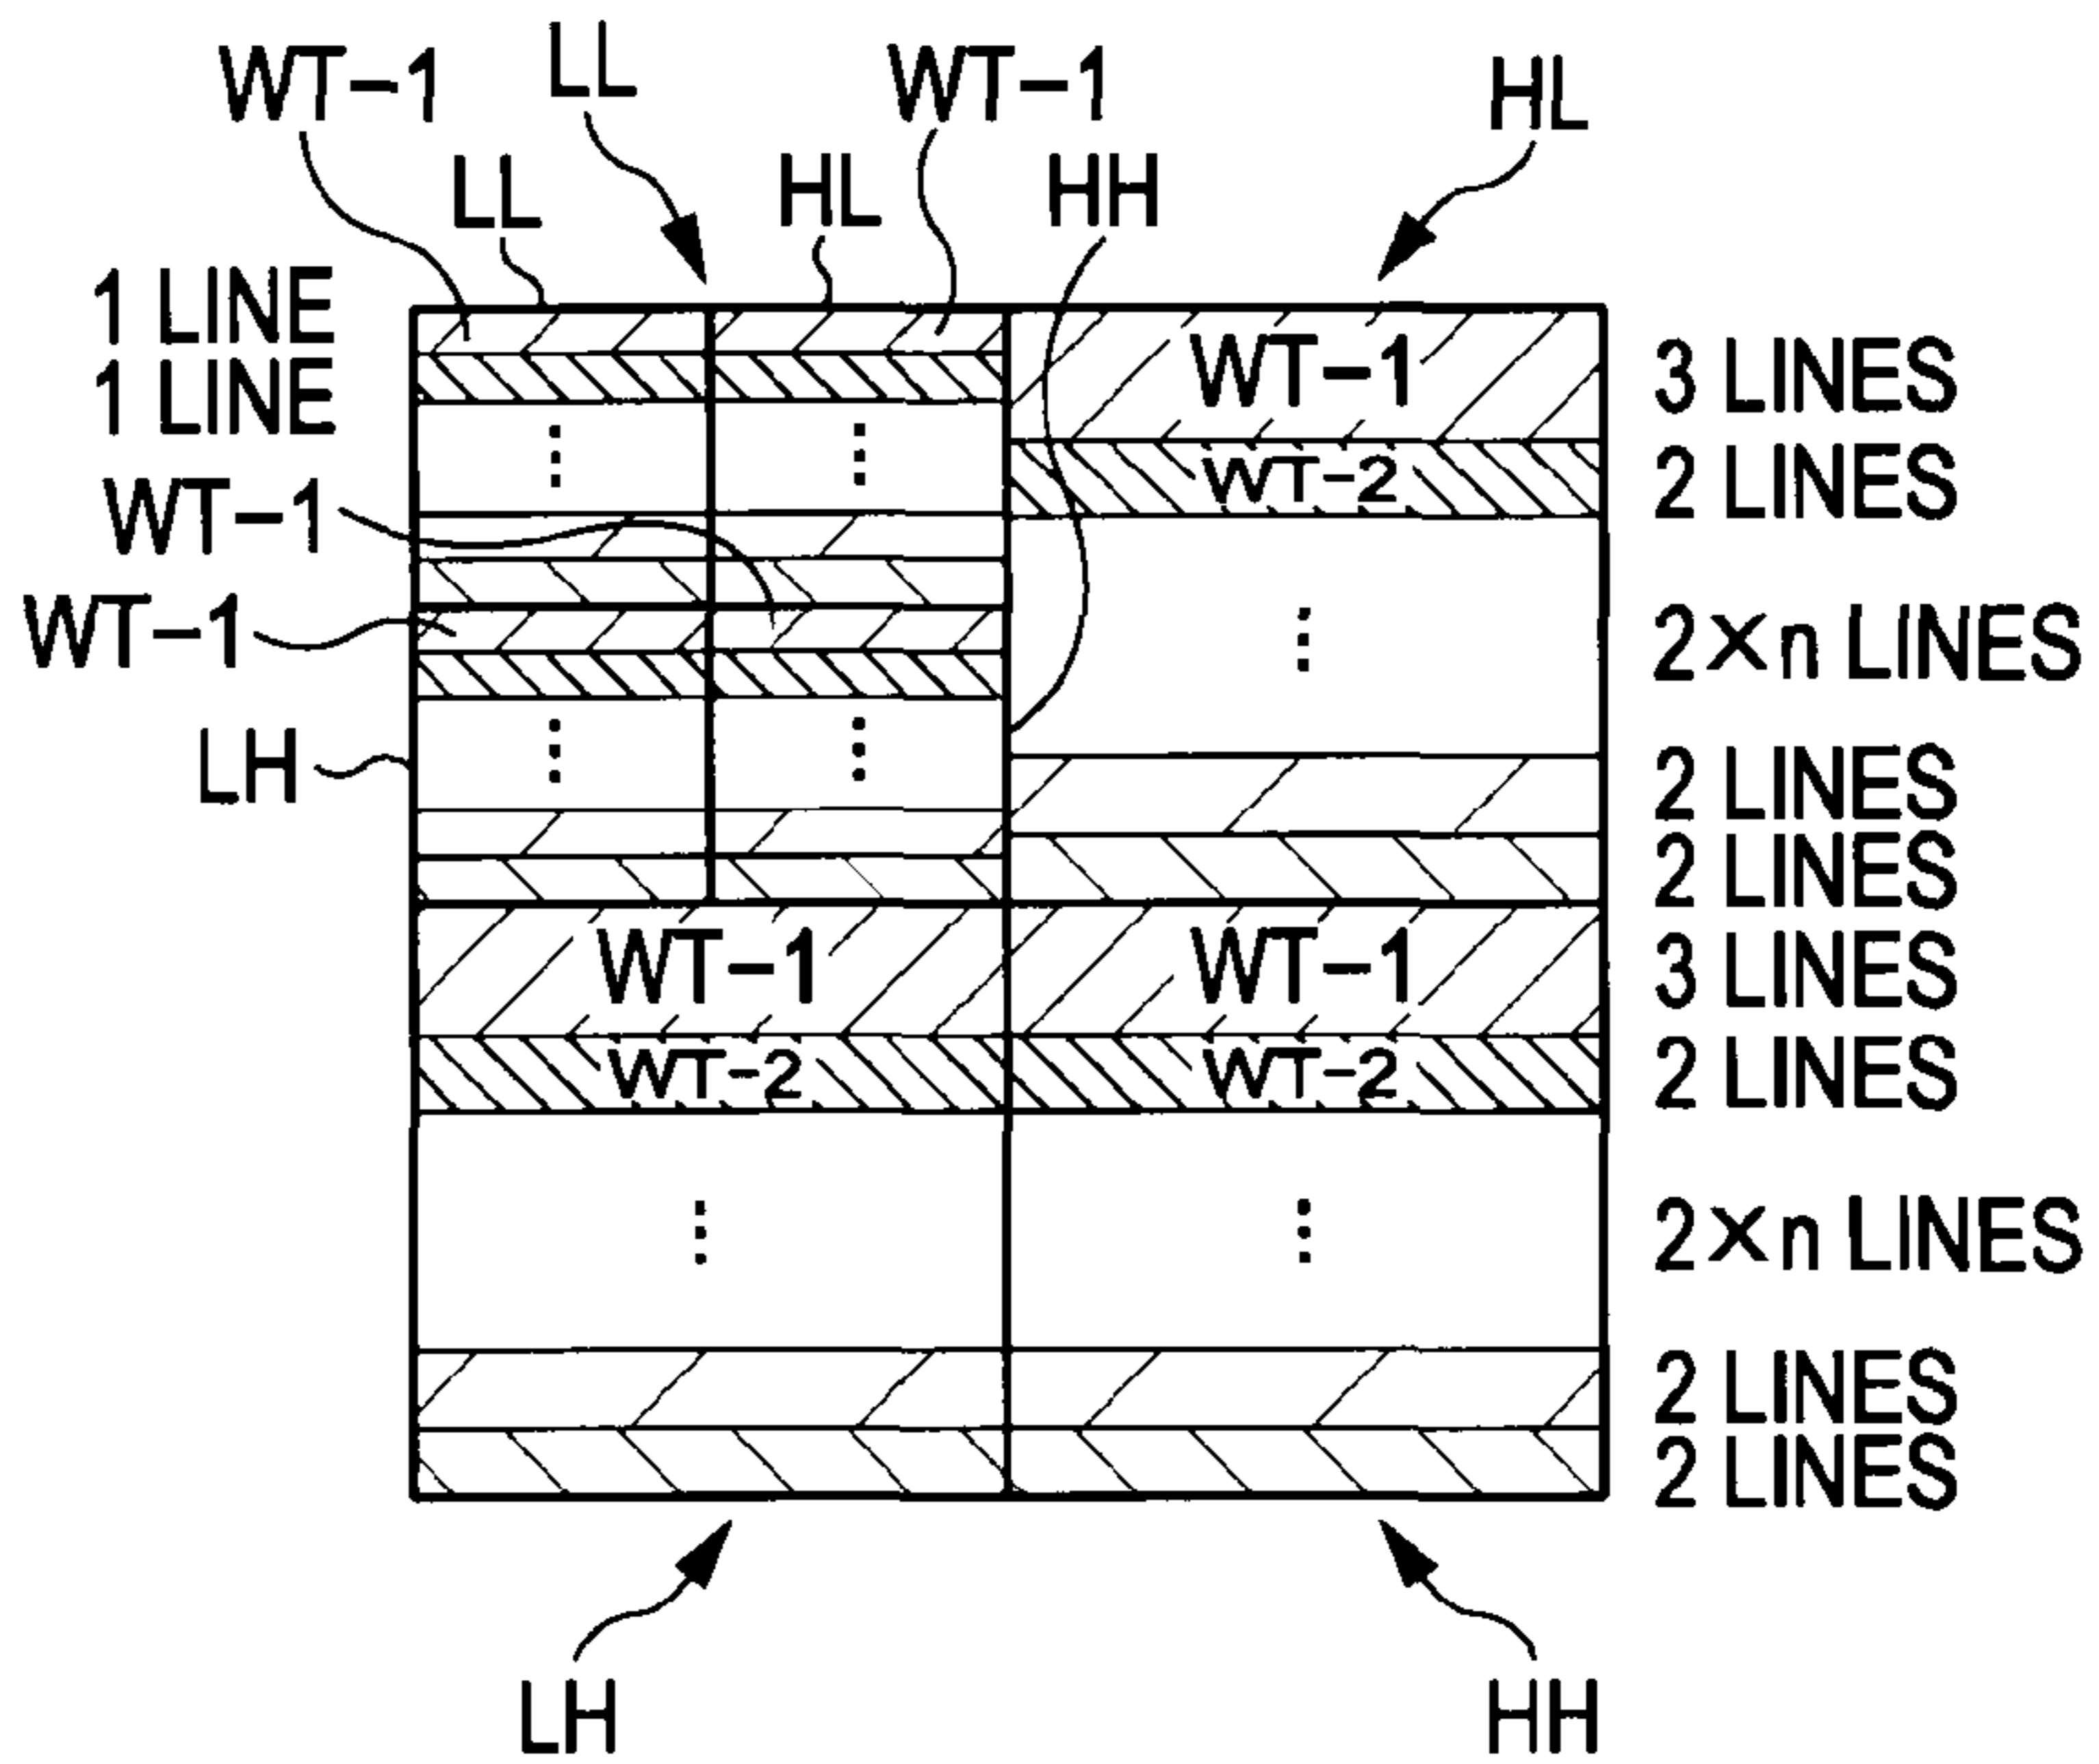 WT-1 LL WT-1 HL
LL HL HH
1 LINE
1 LINE
WT-1 3 LINES
WT-2 2 LINES
WT-1
WT-1
2×n LINES
LH
2 LINES
2 LINES
WT-1 WT-1 3 LINES
WT-2 WT-2 2 LINES
2×n LINES
2 LINES
2 LINES
LH HH